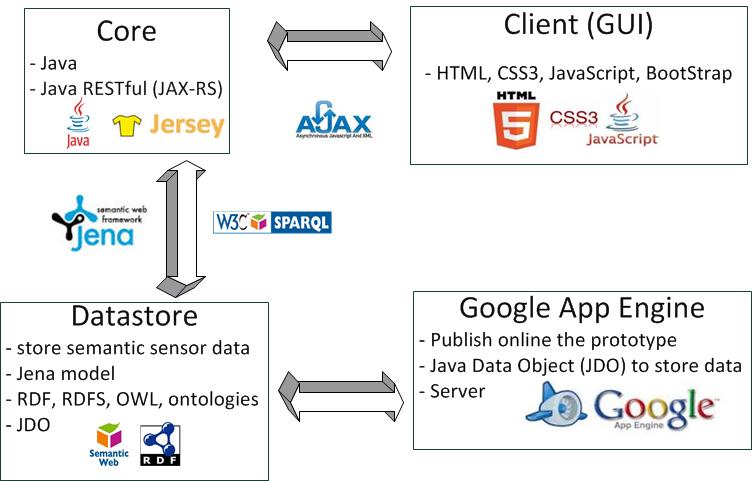 Core
- Java
- Java RESTful (JAX-RS)
Java
Jersey
AJAX
Asynchronous Javascript And XML
Client (GUI)
- HTML, CSS3, JavaScript, BootStrap
HTML
5
CSS3
JavaScript
semantic web
framework
Jena
W3C SPARQL
Datastore
- store semantic sensor data
- Jena model
- RDF, RDFS, OWL, ontologies
- JDO
Semantic
Web
RDF
Google App Engine
- Publish online the prototype
- Java Data Object (JDO) to store data
- Server
Google™
App Engine